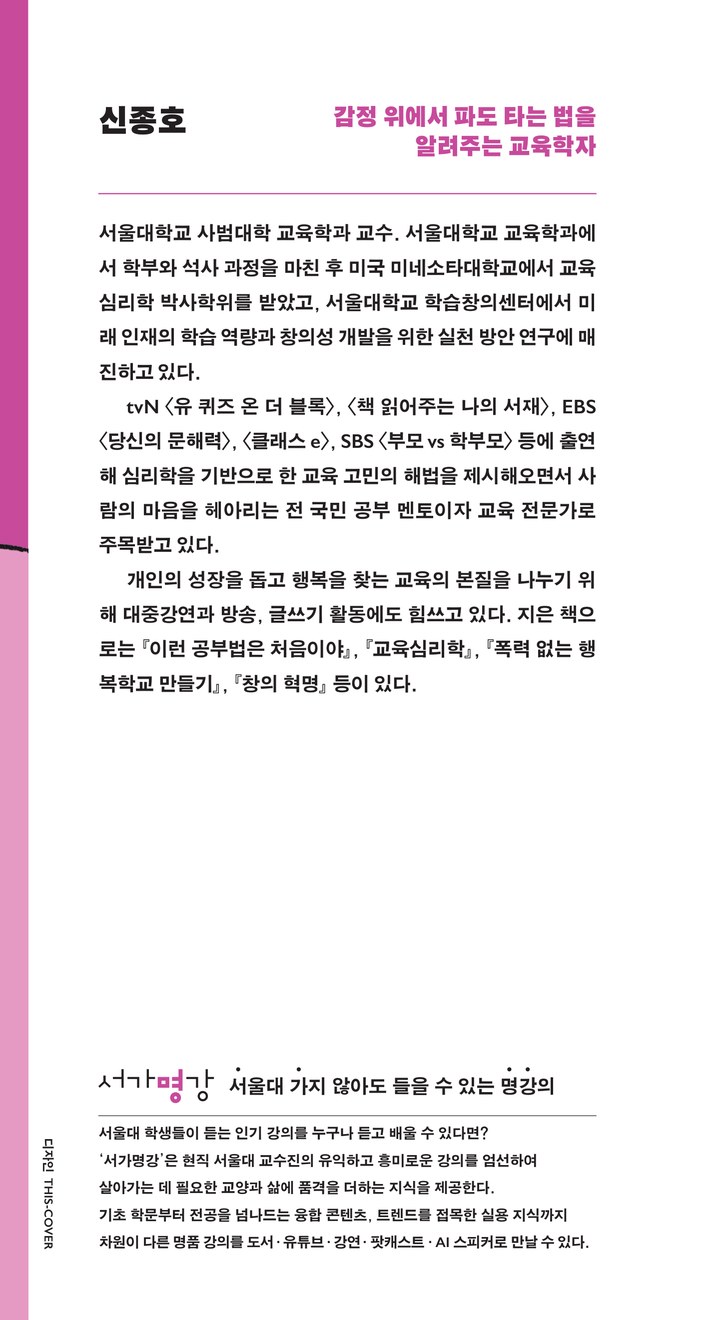 신종호
감정 위에서 파도 타는 법을
알려주는 교육학자
서울대학교 사범대학 교육학과 교수. 서울대학교 교육학과에
서 학부와 석사 과정을 마친 후 미국 미네소타대학교에서 교육
심리학 박사학위를 받았고, 서울대학교 학습창의센터에서 미
래 인재의 학습 역량과 창의성 개발을 위한 실천 방안 연구에 매
진하고 있다.
tvN 〈유 퀴즈 온 더 블록〉, 〈책 읽어주는 나의 서재〉, EBS
〈당신의 문해력〉, 〈클래스 e〉, SBS 〈부모 vs 학부모〉 등에 출연
해 심리학을 기반으로 한 교육 고민의 해법을 제시해오면서 사
람의 마음을 헤아리는 전 국민 공부 멘토이자 교육 전문가로
주목받고 있다.
개인의 성장을 돕고 행복을 찾는 교육의 본질을 나누기 위
해 대중강연과 방송, 글쓰기 활동에도 힘쓰고 있다. 지은 책으
로는 『이런 공부법은 처음이야』, 『교육심리학』, 『폭력 없는 행
복학교 만들기』, 『창의 혁명』 등이 있다.
서가명강 서울대 가지 않아도 들을 수 있는 명강의
서울대 학생들이 듣는 인기 강의를 누구나 듣고 배울 수 있다면?
‘서가명강’은 현직 서울대 교수진의 유익하고 흥미로운 강의를 엄선하여
살아가는 데 필요한 교양과 삶에 품격을 더하는 지식을 제공한다.
기초 학문부터 전공을 넘나드는 융합 콘텐츠, 트렌드를 접목한 실용 지식까지
차원이 다른 명품 강의를 도서 · 유튜브 · 강연 · 팟캐스트 · AI 스피커로 만날 수 있다.
디자인 THIS-COVER